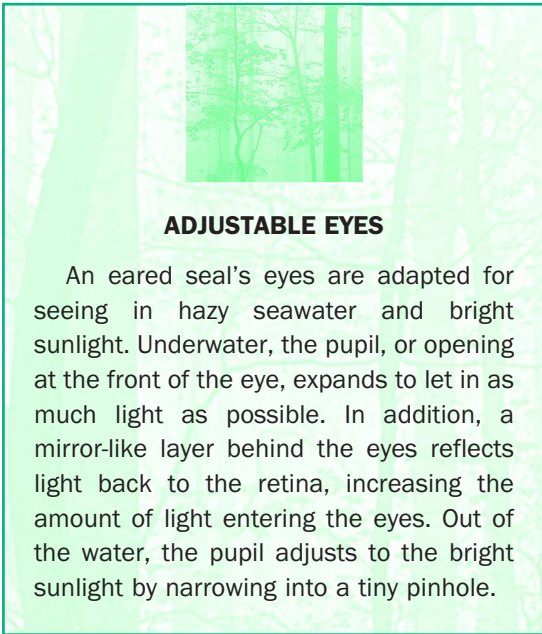 ADJUSTABLE EYES
An eared seal's eyes are adapted for
seeing in hazy seawater and bright
sunlight. Underwater, the pupil, or opening
at the front of the eye, expands to let in as
much light as possible. In addition, a
mirror-like layer behind the eyes reflects
light back to the retina, increasing the
amount of light entering the eyes. Out of
the water, the pupil adjusts to the bright
sunlight by narrowing into a tiny pinhole.